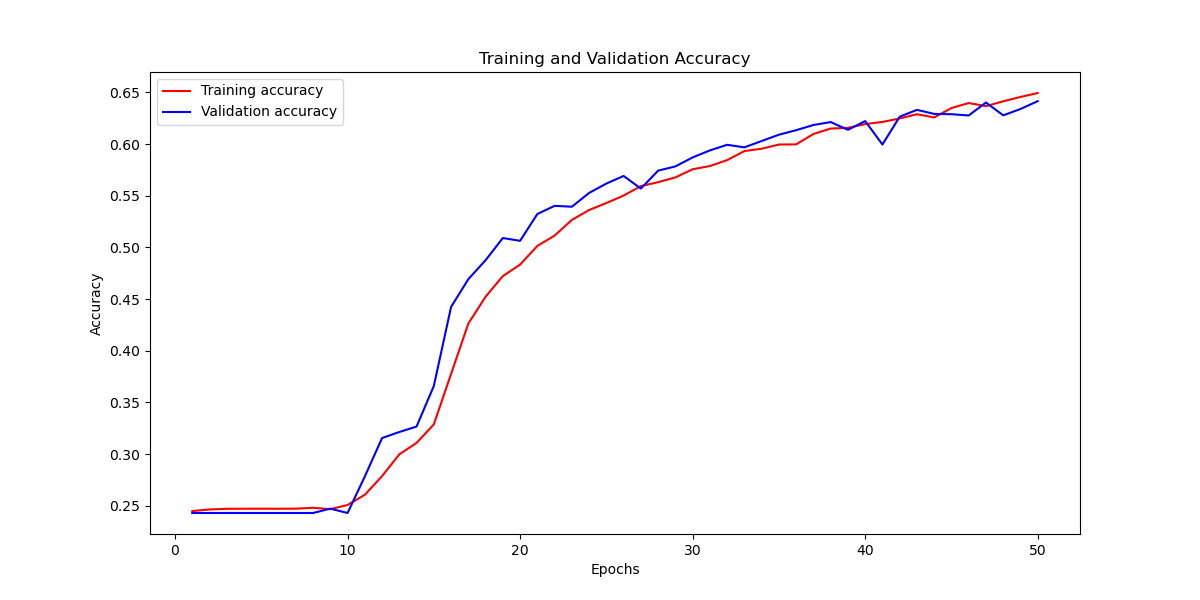 Training and Validation Accuracy
Training accuracy
Validation accuracy
0.65
0.60
0.55
0.50
0.45
0.40
0.35
0.30
0.25
Accuracy
0 10 20 30 40 50
Epochs